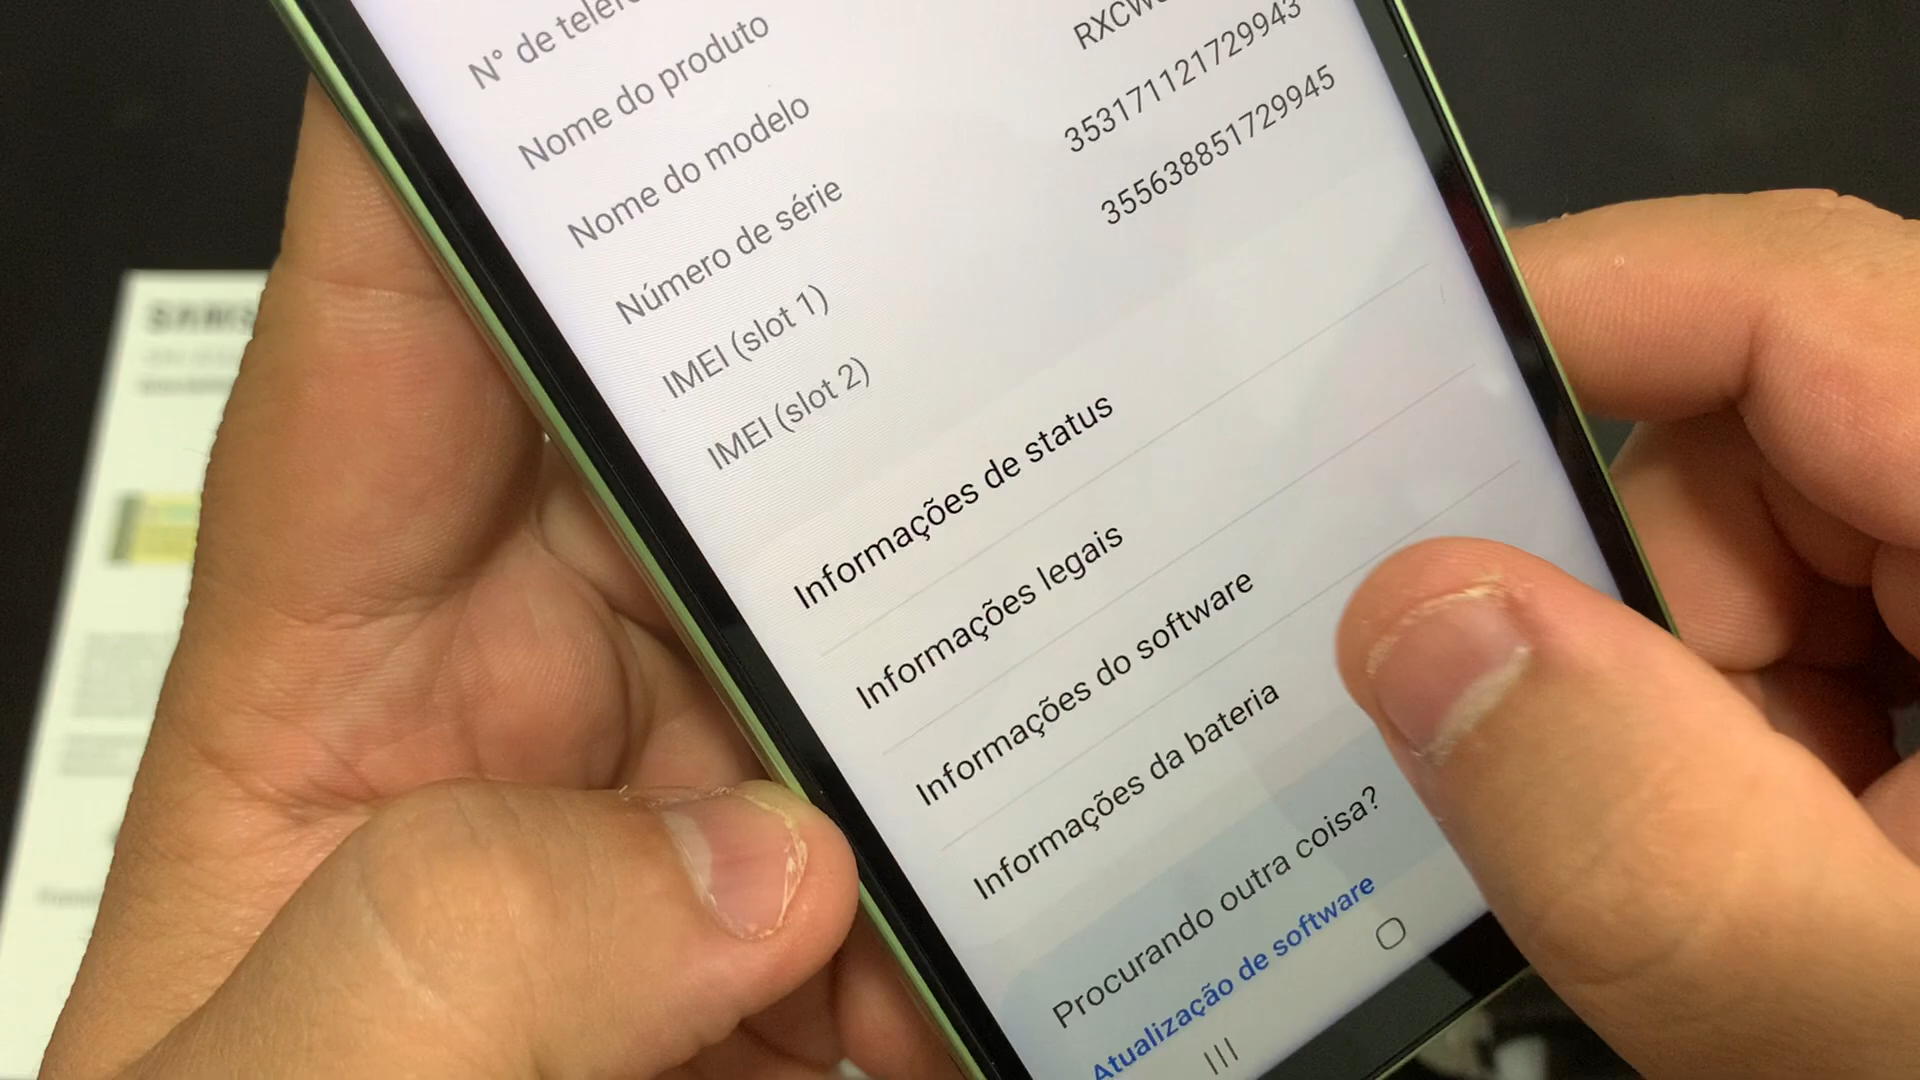 N° de
Nome do produto
Nome do modelo
Número de série RXCW
IMEI (slot 1) 353171121729943
IMEI (slot 2) 355638851729945
Informações de status
Informações legais
Informações do software
Informações da bateria
Procurando outra coisa?
Atualização de software
SAMS